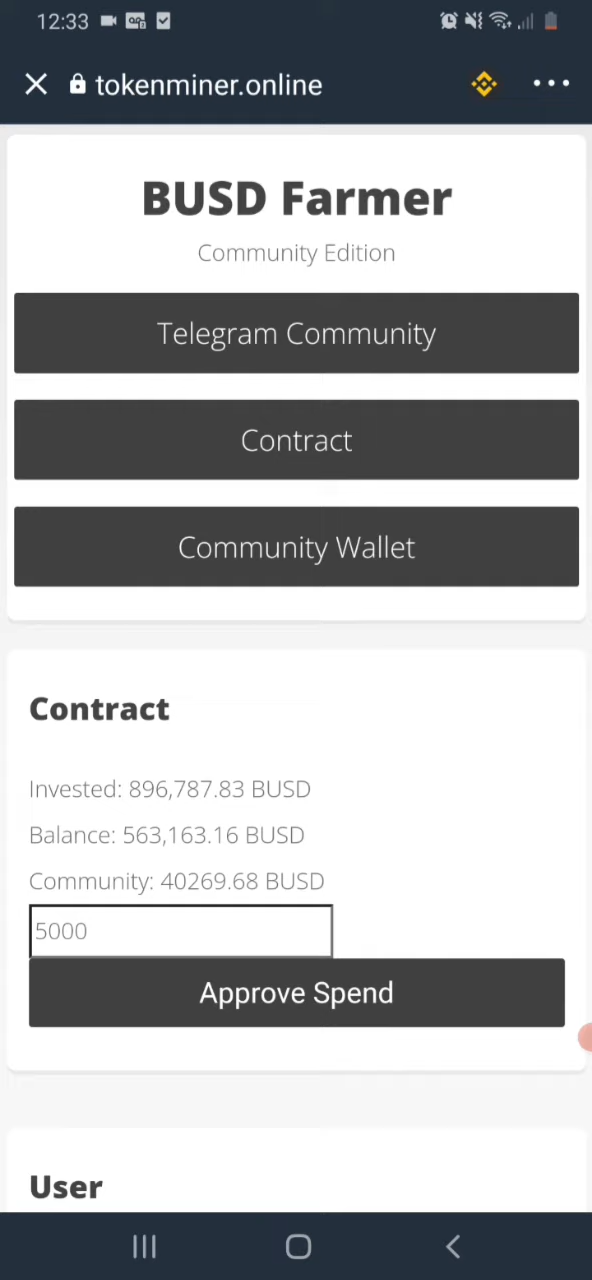 12:33
tokenminer.online
BUSD Farmer
Community Edition
Telegram Community
Contract
Community Wallet
Contract
Invested: 896,787.83 BUSD
Balance: 563,163.16 BUSD
Community: 40269.68 BUSD
5000
Approve Spend
User